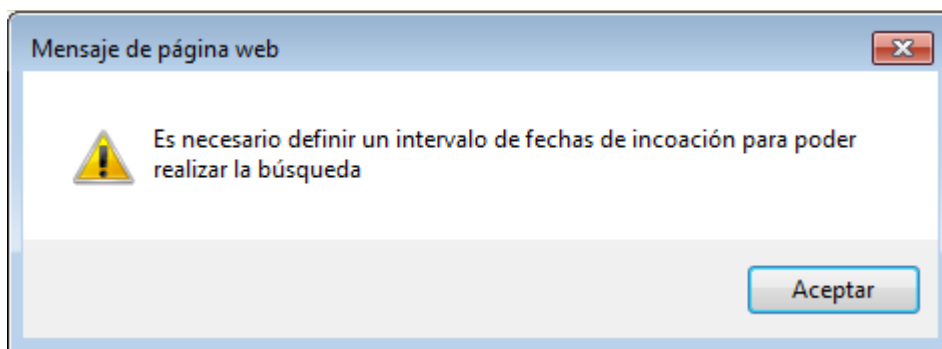 Mensaje de página web
Es necesario definir un intervalo de fechas de incoación para poder
realizar la búsqueda
Aceptar